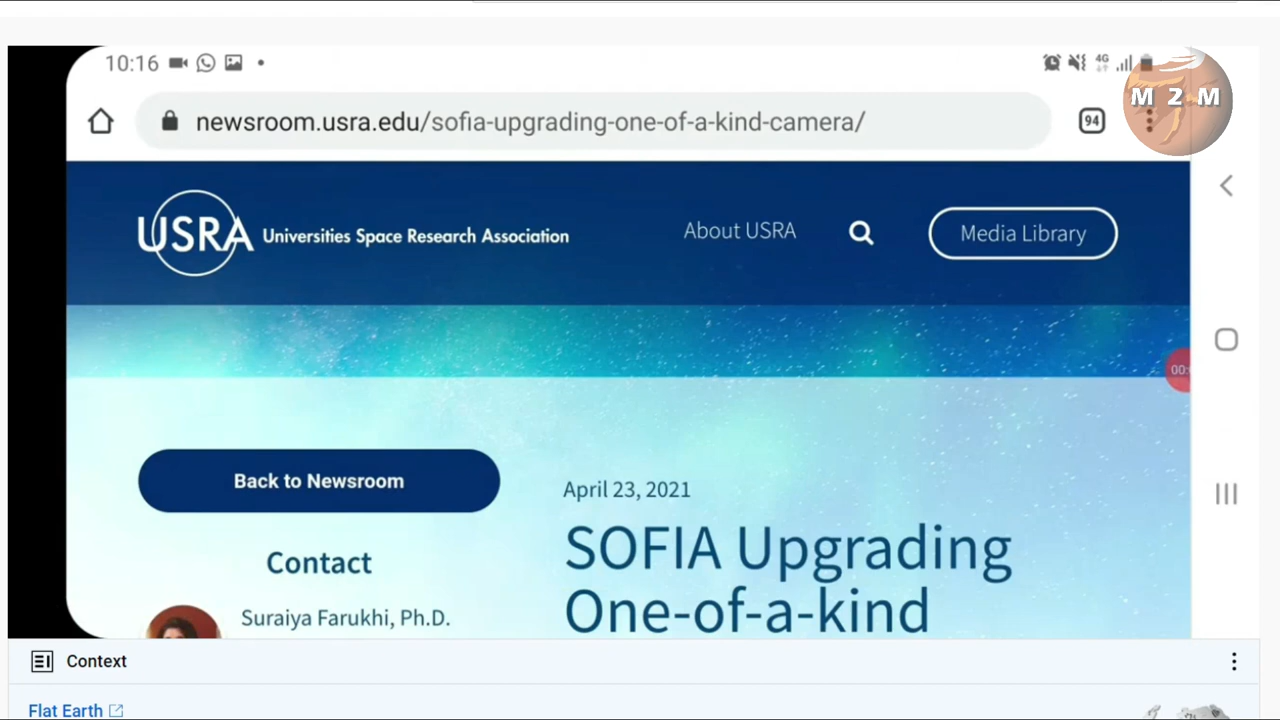 10:16
4G
M 2 M
newsroom.usra.edu/sofia-upgrading-one-of-a-kind-camera/
94
USRA Universities Space Research Association
About USRA
Media Library
00:
Back to Newsroom
April 23, 2021
SOFIA Upgrading
One-of-a-kind
Contact
Suraiya Farukhi, Ph.D.
Context
Flat Earth